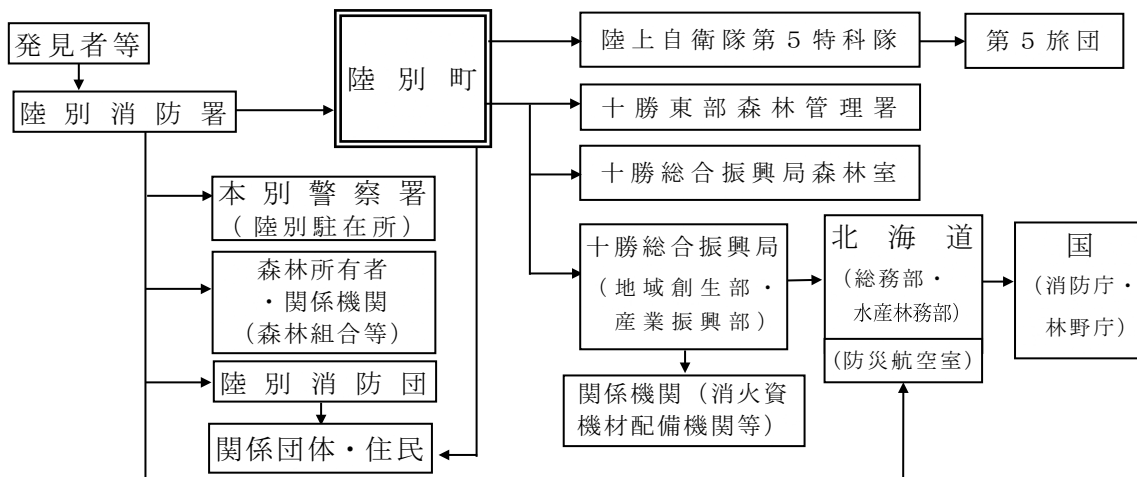 発見者等
陸別消防署
陸別町
陸上自衛隊第５特科隊
第５旅団
十勝東部森林管理署
十勝総合振興局森林室
本別警察署
（陸別駐在所）
森林所有者
・関係機関
（森林組合等）
陸別消防団
関係団体・住民
十勝総合振興局
（地域創生部・
産業振興部）
関係機関（消火資
機材配備機関等）
北海道
（総務部・
水産林務部）
（防災航空室）
国
（消防庁・
林野庁）